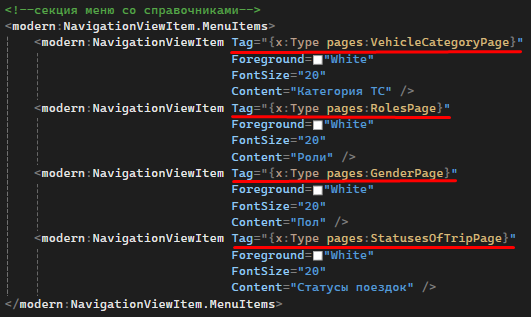 <!--секция меню со справочниками-->
<modern:NavigationViewItem.MenuItems>
<modern:NavigationViewItem Tag="{x:Type pages:VehicleCategoryPage}"
Foreground="White"
FontSize="20"
Content="Категория ТС" />
<modern:NavigationViewItem Tag="{x:Type pages:RolesPage}"
Foreground="White"
FontSize="20"
Content="Роли" />
<modern:NavigationViewItem Tag="{x:Type pages:GenderPage}"
Foreground="White"
FontSize="20"
Content="Пол" />
<modern:NavigationViewItem Tag="{x:Type pages:StatusesOfTripPage}"
Foreground="White"
FontSize="20"
Content="Статусы поездок" />
</modern:NavigationViewItem.MenuItems>